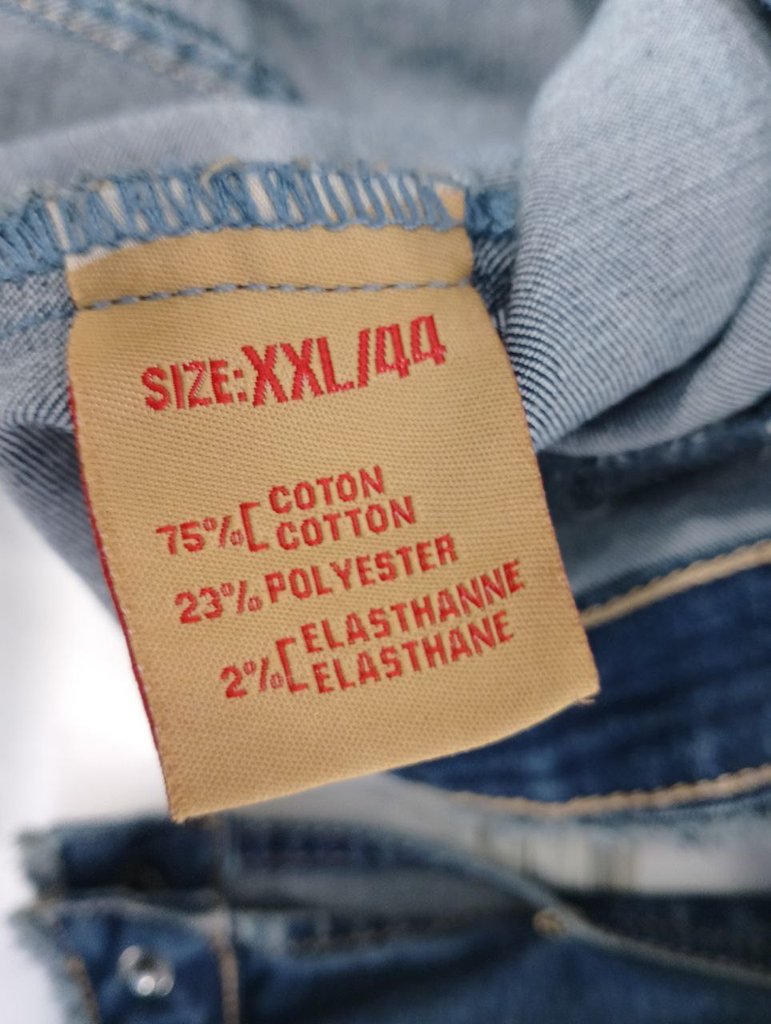 SIZE:XXL/44
75%[COTON
COTTON
23% POLYESTER
2%[ELASTHANNE
ELASTHANE